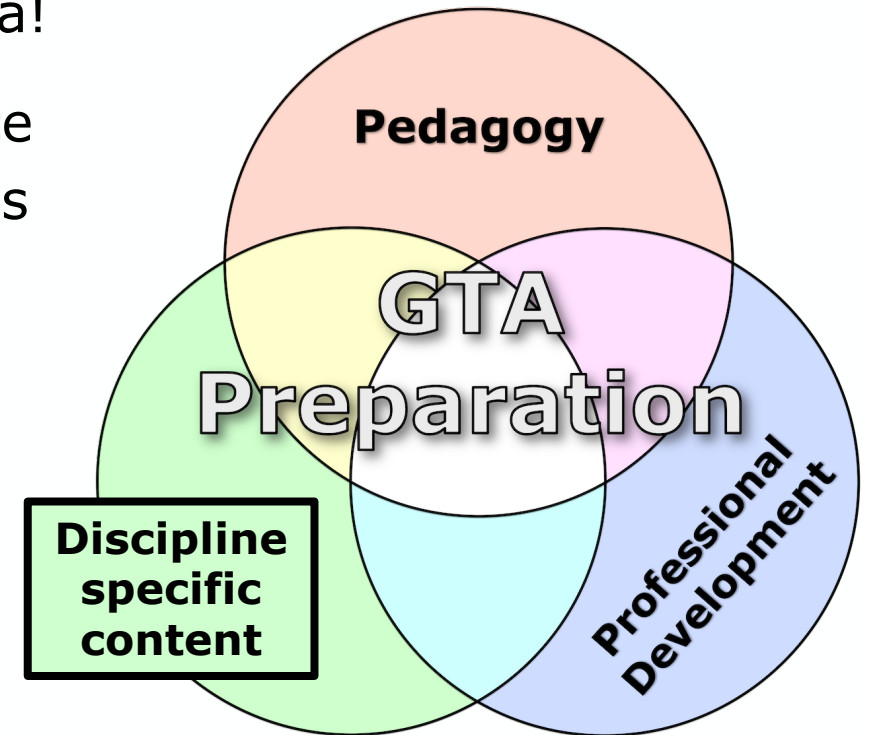 a!
e
s
Pedagogy
GTA
Preparation
Discipline
specific
content
Professional
Development